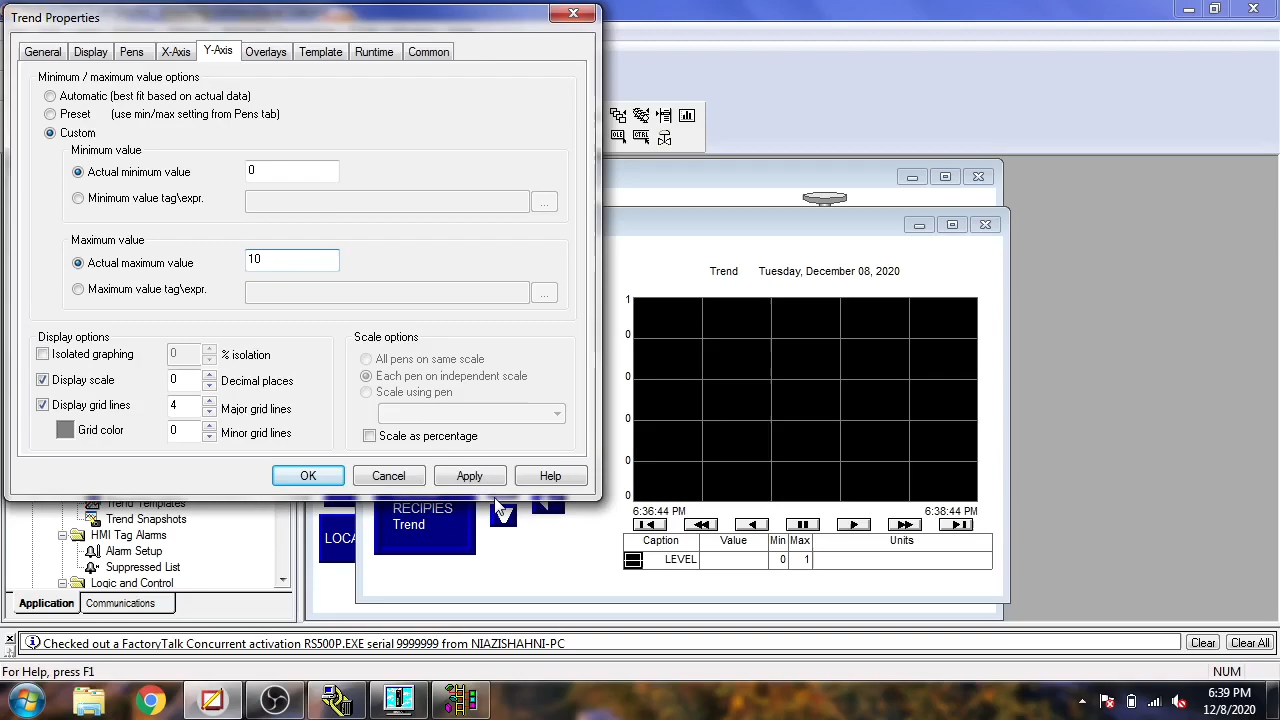 Trend Properties
General
Display
Pens
X-Axis
Y-Axis
Overlays
Template
Runtime
Common
Minimum / maximum value options
Automatic (best fit based on actual data)
Preset (use min/max setting from Pens tab)
Custom
Minimum value
Actual minimum value 0
Minimum value tag\expr. ...
Maximum value
Actual maximum value 10
Maximum value tag\expr. ...
Display options
Isolated graphing 0 % isolation
Display scale 0 Decimal places
Display grid lines 4 Major grid lines
Grid color 0 Minor grid lines
Scale options
All pens on same scale
Each pen on independent scale
Scale using pen
Scale as percentage
OK
Cancel
Apply
Help
OLE
CTRL
Trend Tuesday, December 08, 2020
1
0
0
0
0
0
6:36:44 PM 6:38:44 PM
Caption Value Min Max Units
LEVEL 0 1
RECIPIES
Trend
LOCA
Trend Templates
Trend Snapshots
HMI Tag Alarms
Alarm Setup
Suppressed List
Logic and Control
Application
Communications
Checked out a FactoryTalk Concurrent activation RS500P.EXE serial 9999999 from NIAZISHAHNI-PC
Clear
Clear All
For Help, press F1
NUM
6:39 PM
12/8/2020